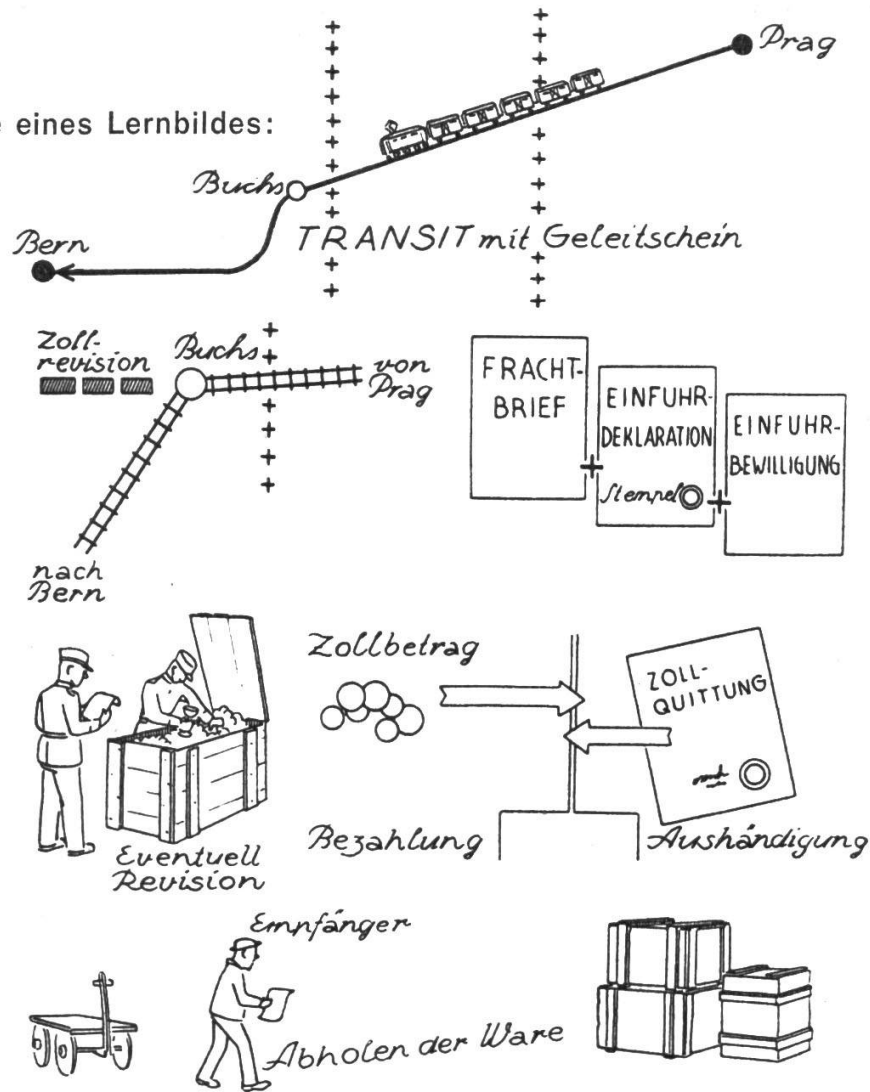 e eines Lernbildes:
Prag
Buchs
Bern
TRANSIT mit Geleitschein
Zoll-
revision
Buchs
von
Prag
nach
Bern
FRACHT-
BRIEF
EINFUHR-
DEKLARATION
Stempel
EINFUHR-
BEWILLIGUNG
Eventuell
Revision
Zollbetrag
ZOLL-
QUITTUNG
Bezahlung
Aushändigung
Empfänger
Abholen der Ware